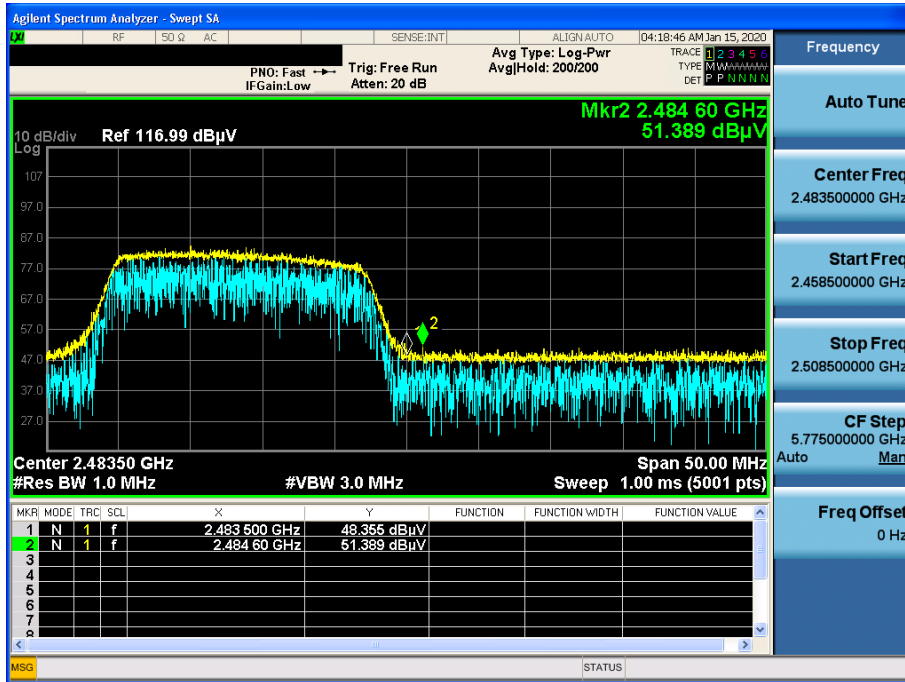 Agilent Spectrum Analyzer - Swept SA
LXI RF 50 Ω AC SENSE:INT ALIGN AUTO 04:18:46 AM Jan 15, 2020
Frequency
PNO: Fast Trig: Free Run Avg Type: Log-Pwr TRACE 1 2 3 4 5 6
IFGain:Low Atten: 20 dB Avg|Hold: 200/200 TYPE M W
DET P P N N N N
Auto Tune
Mkr2 2.484 60 GHz
51.389 dBµV
10 dB/div Ref 116.99 dBµV
Log
107
97.0
87.0
77.0
67.0
57.0
47.0
37.0
27.0
2
Center Freq
2.483500000 GHz
Start Freq
2.458500000 GHz
Stop Freq
2.508500000 GHz
CF Step
5.775000000 GHz
Auto Man
Freq Offset
0 Hz
Center 2.48350 GHz Span 50.00 MHz
#Res BW 1.0 MHz #VBW 3.0 MHz Sweep 1.00 ms (5001 pts)
MKR MODE TRC SCL X Y FUNCTION FUNCTION WIDTH FUNCTION VALUE
1 N 1 f 2.483 500 GHz 48.355 dBµV
2 N 1 f 2.484 60 GHz 51.389 dBµV
3
4
5
6
7
8
MSG STATUS